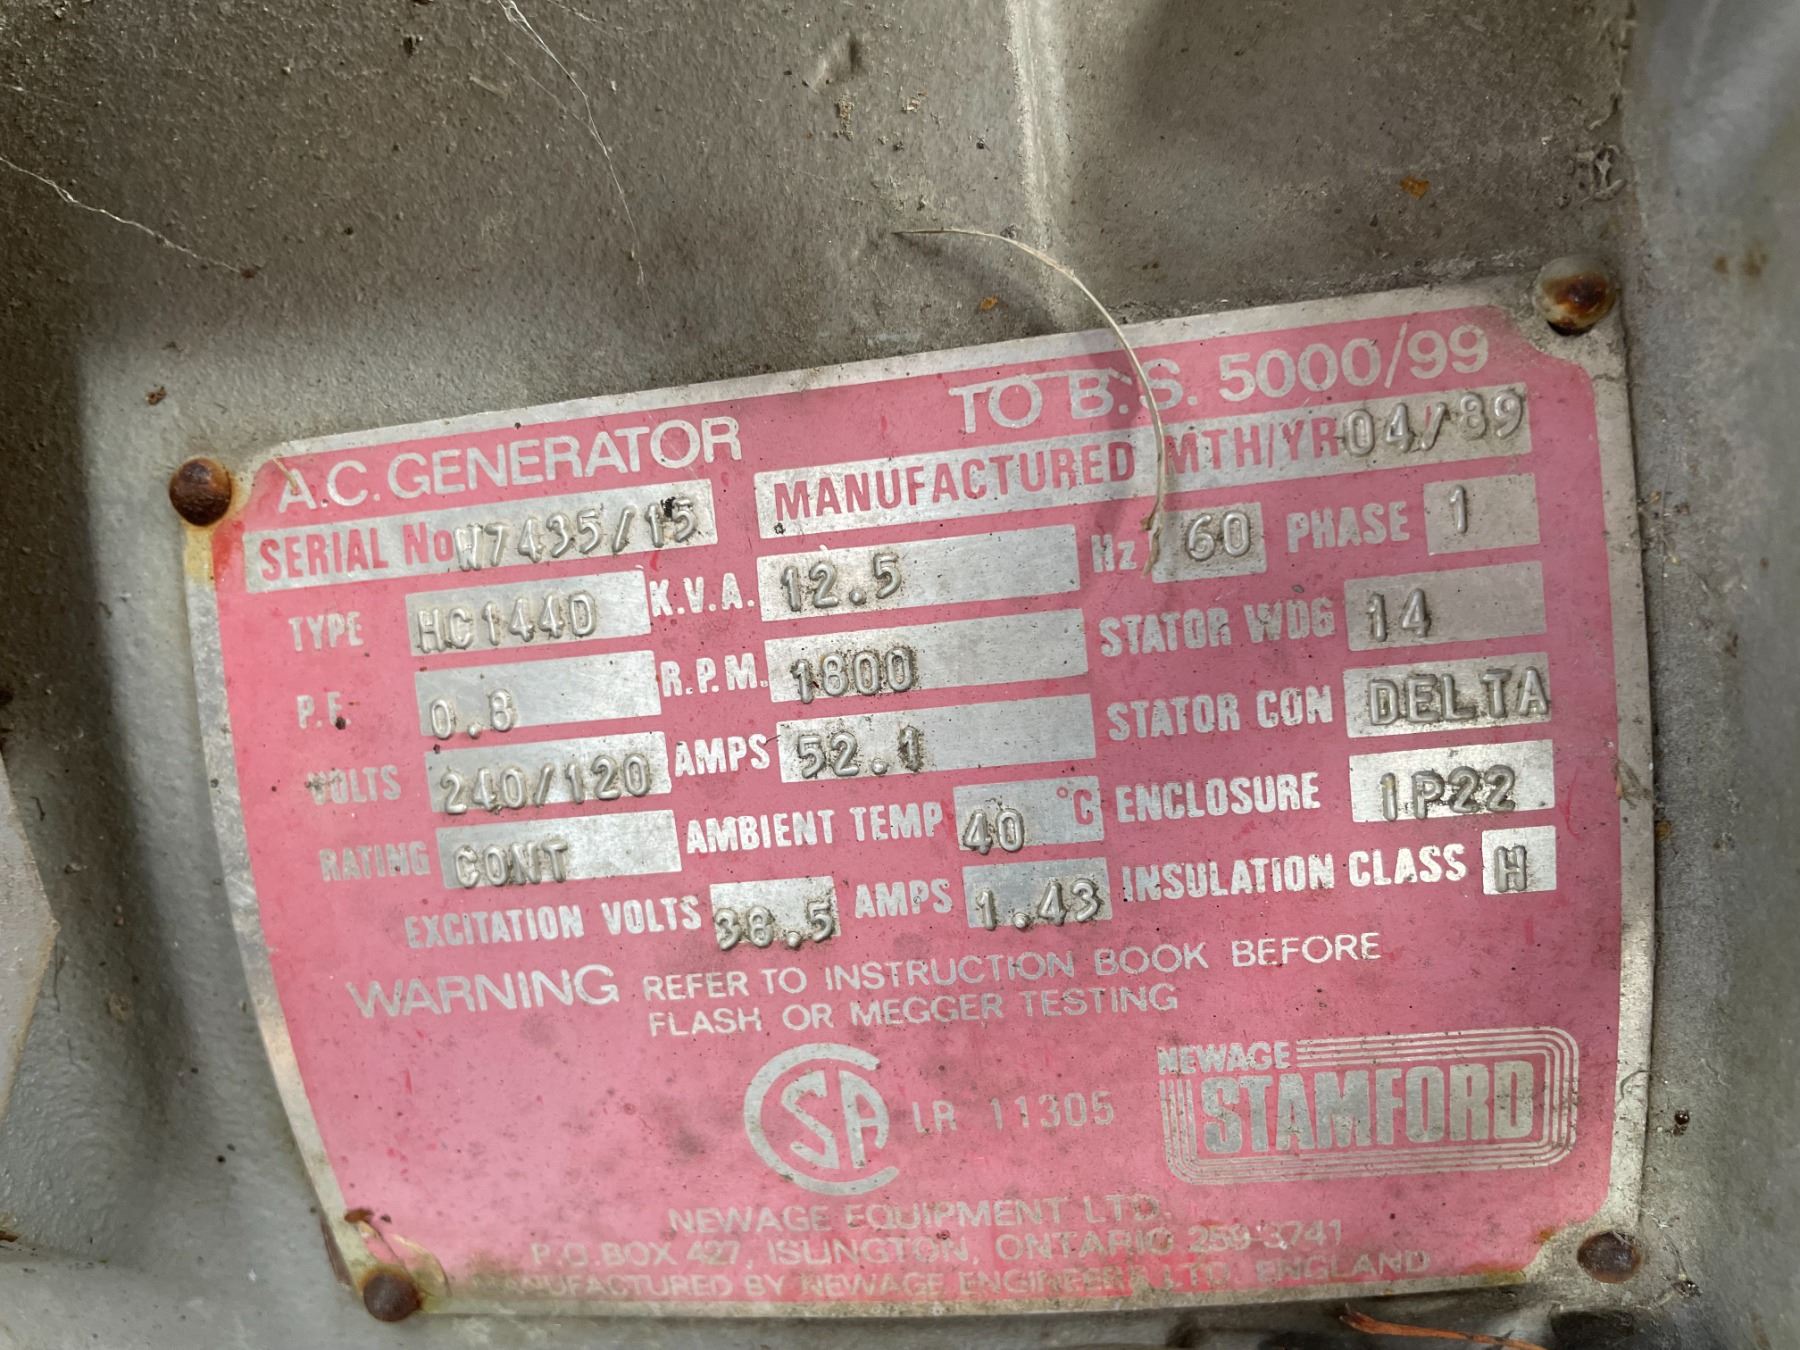 A.C. GENERATOR TO B.S. 5000/99
SERIAL No W7435/15 MANUFACTURED MTH/YR 04/89
TYPE HC144D K.V.A. 12.5 Hz 60 PHASE 1
P.F. 0.8 R.P.M. 1800 STATOR WDG 14
VOLTS 240/120 AMPS 52.1 STATOR CON DELTA
RATING CONT AMBIENT TEMP 40 °C ENCLOSURE IP22
EXCITATION VOLTS 38.5 AMPS 1.43 INSULATION CLASS H
WARNING REFER TO INSTRUCTION BOOK BEFORE
FLASH OR MEGGER TESTING
CSA LR 11305
NEWAGE
STAMFORD
NEWAGE EQUIPMENT LTD.
P.O. BOX 427, ISLINGTON, ONTARIO 259-3741
MANUFACTURED BY NEWAGE ENGINEERS LTD ENGLAND